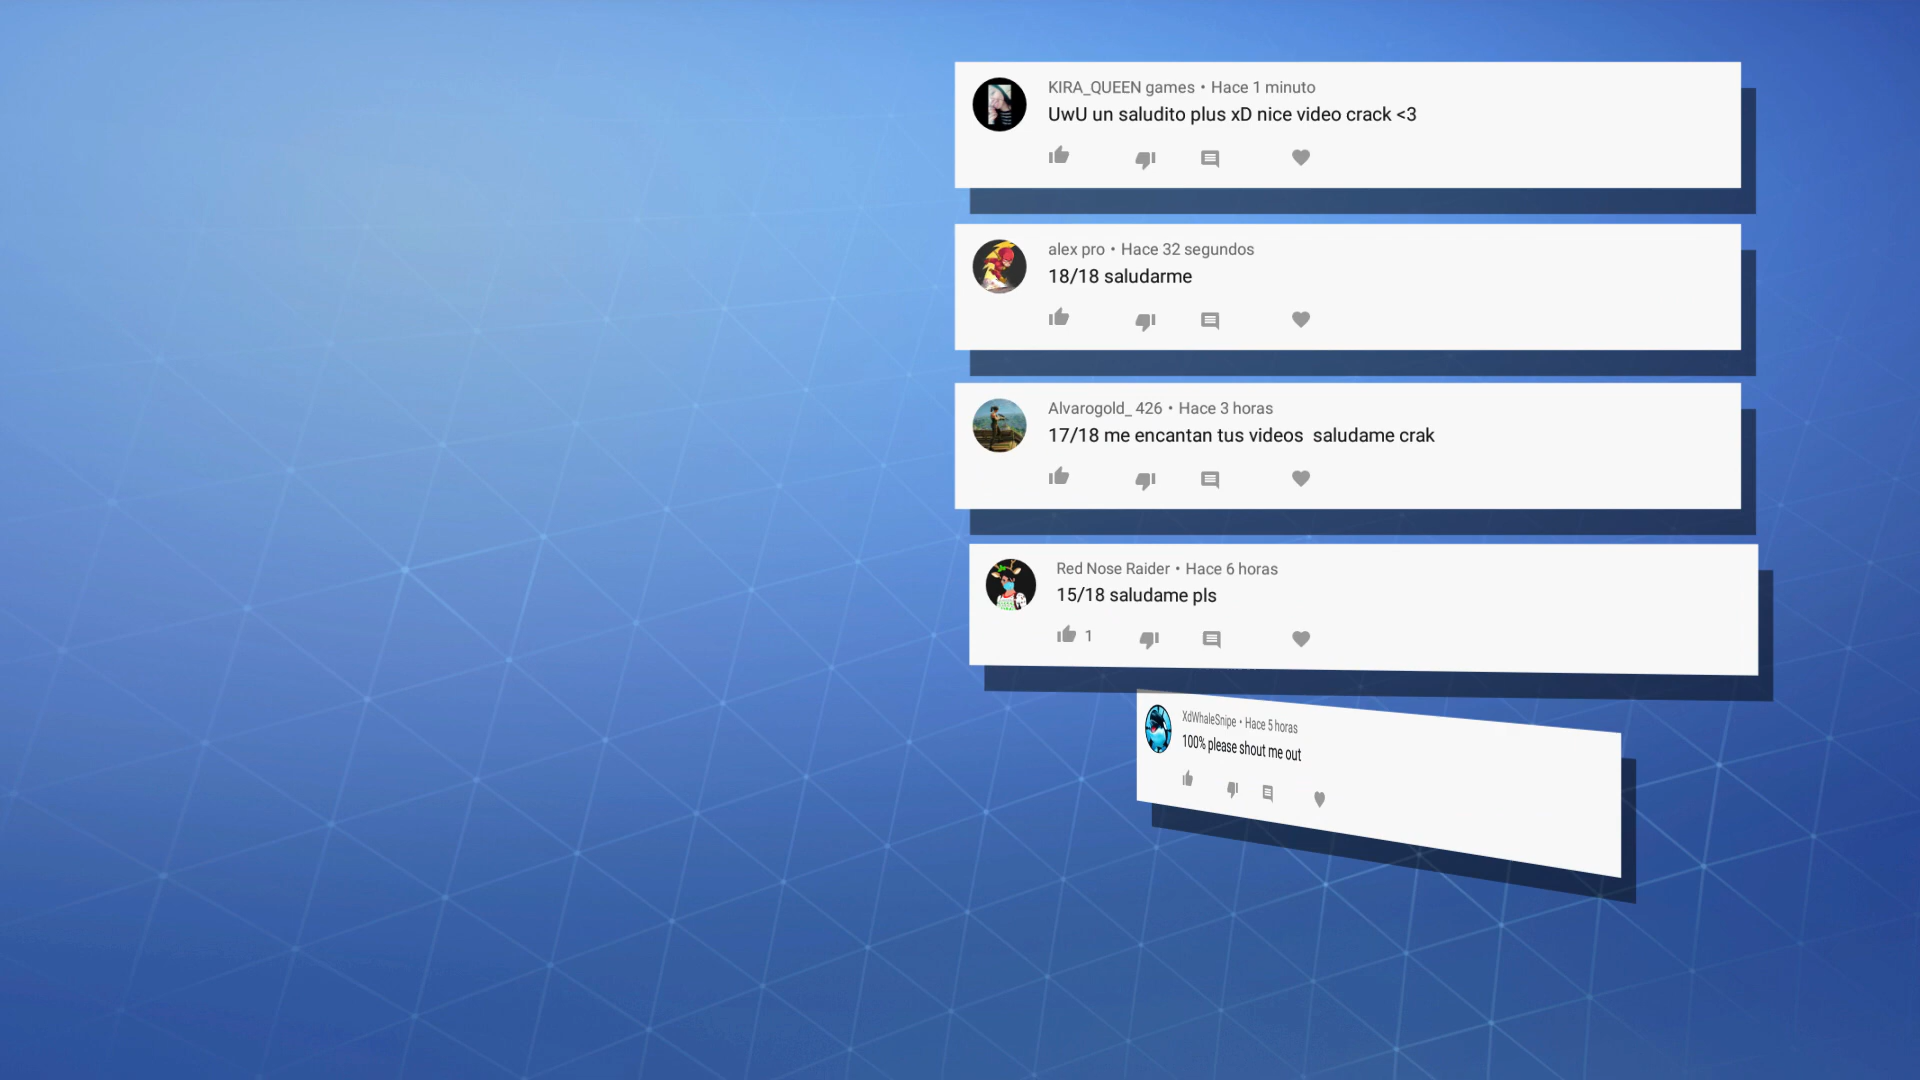 KIRA_QUEEN games • Hace 1 minuto
UwU un saludito plus xD nice video crack <3
alex pro • Hace 32 segundos
18/18 saludarme
Alvarogold_ 426 • Hace 3 horas
17/18 me encantan tus videos  saludame crak
Red Nose Raider • Hace 6 horas
15/18 saludame pls
1
XdWhaleSnipe • Hace 5 horas
100% please shout me out